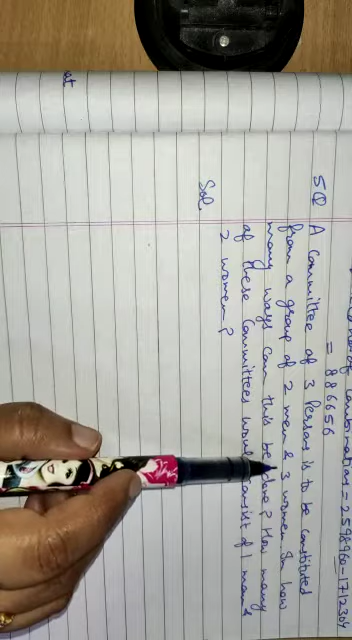 combinations = 2598960-1712304
= 886656
5Q A Committee of 3 Persons is to be constituted
from a group of 2 men & 3 women. In how
many ways can this be done? How many
of these Committees would consist of 1 man &
2 women?
Sol
at